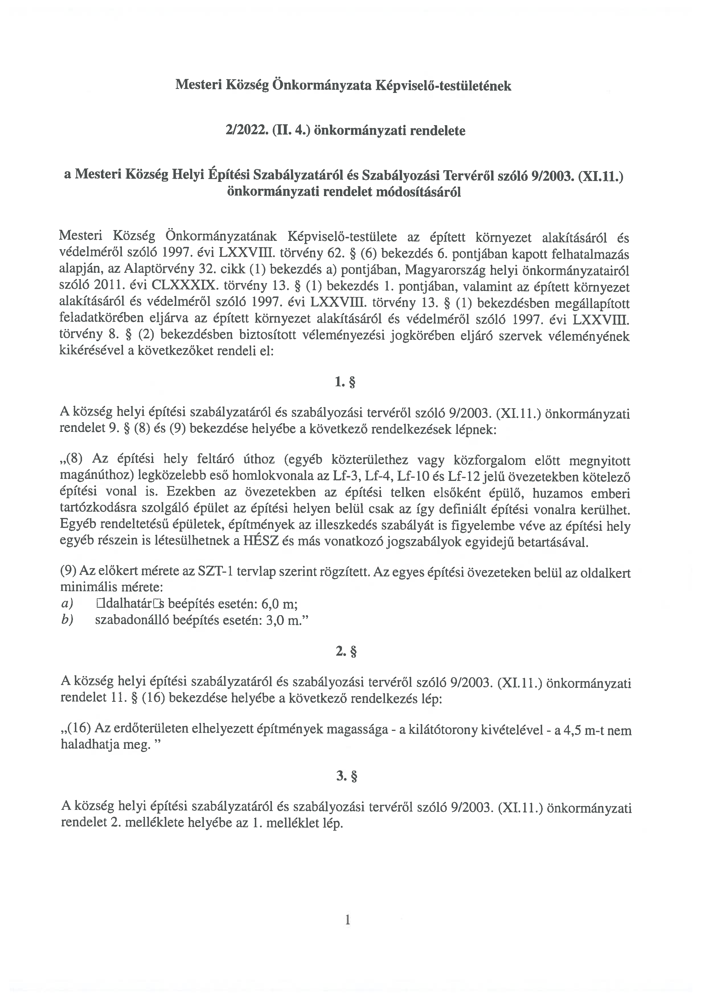 Mesteri Község Önkormányzata Képviselő-testületének
2/2022. (II. 4.) önkormányzati rendelete
a Mesteri Község Helyi Építési Szabályzatáról és Szabályozási Tervéről szóló 9/2003. (XI.11.)
önkormányzati rendelet módosításáról
Mesteri Község Önkormányzatának Képviselő-testülete az épített környezet alakításáról és
védelméről szóló 1997. évi LXXVIII. törvény 62. § (6) bekezdés 6. pontjában kapott felhatalmazás
alapján, az Alaptörvény 32. cikk (1) bekezdés a) pontjában, Magyarország helyi önkormányzatairól
szóló 2011. évi CLXXXIX. törvény 13. § (1) bekezdés 1. pontjában, valamint az épített környezet
alakításáról és védelméről szóló 1997. évi LXXVIII. törvény 13. § (1) bekezdésben megállapított
feladatkörében eljárva az épített környezet alakításáról és védelméről szóló 1997. évi LXXVIII.
törvény 8. § (2) bekezdésben biztosított véleményezési jogkörében eljáró szervek véleményének
kikérésével a következőket rendeli el:
1. §
A község helyi építési szabályzatáról és szabályozási tervéről szóló 9/2003. (XI.11.) önkormányzati
rendelet 9. § (8) és (9) bekezdése helyébe a következő rendelkezések lépnek:
„(8) Az építési hely feltáró úthoz (egyéb közterülethez vagy közforgalom előtt megnyitott
magánúthoz) legközelebb eső homlokvonala az Lf-3, Lf-4, Lf-10 és Lf-12 jelű övezetekben kötelező
építési vonal is. Ezekben az övezetekben az építési telken elsőként épülő, huzamos emberi
tartózkodásra szolgáló épület az építési helyen belül csak az így definiált építési vonalra kerülhet.
Egyéb rendeltetésű épületek, építmények az illeszkedés szabályát is figyelembe véve az építési hely
egyéb részein is létesülhetnek a HÉSZ és más vonatkozó jogszabályok egyidejű betartásával.
(9) Az előkert mérete az SZT-1 tervlap szerint rögzített. Az egyes építési övezeteken belül az oldalkert
minimális mérete:
a) □dalhatár□s beépítés esetén: 6,0 m;
b) szabadonálló beépítés esetén: 3,0 m.”
2. §
A község helyi építési szabályzatáról és szabályozási tervéről szóló 9/2003. (XI.11.) önkormányzati
rendelet 11. § (16) bekezdése helyébe a következő rendelkezés lép:
„(16) Az erdőterületen elhelyezett építmények magassága - a kilátótorony kivételével - a 4,5 m-t nem
haladhatja meg. ”
3. §
A község helyi építési szabályzatáról és szabályozási tervéről szóló 9/2003. (XI.11.) önkormányzati
rendelet 2. melléklete helyébe az 1. melléklet lép.
1